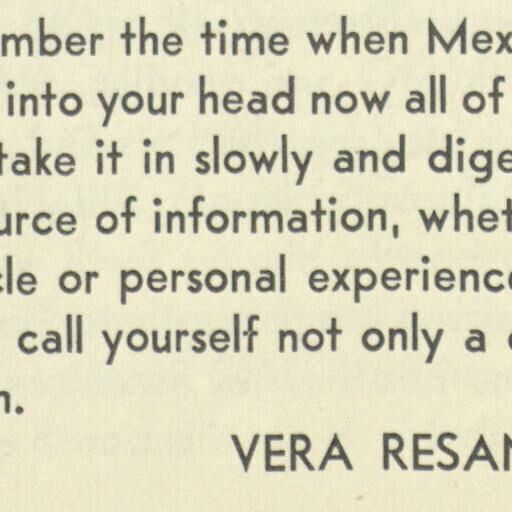 mber the time when Mex
into your head now all of
take it in slowly and dige
urce of information, whet
cle or personal experience
call yourself not only a
n.
VERA RESAN